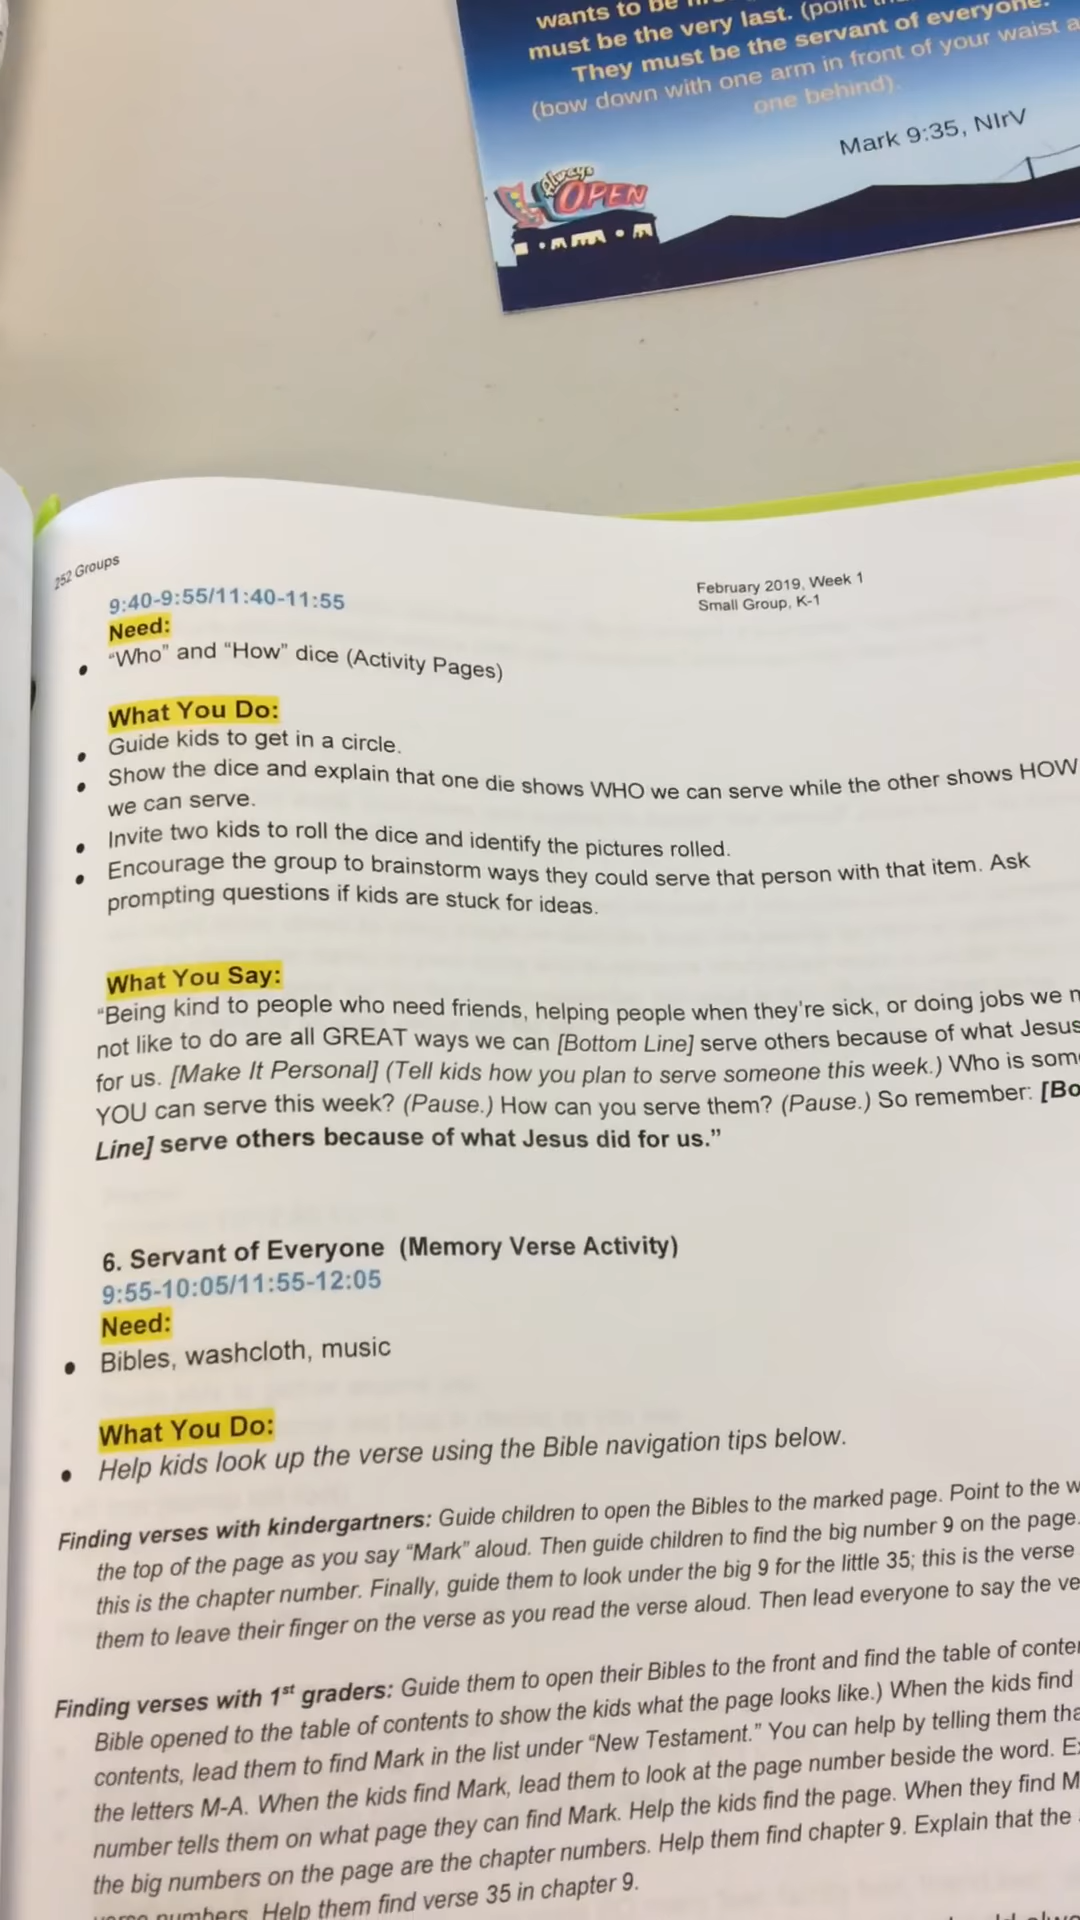 wants to be
must be the very last. (point
They must be the servant of everyone.
(bow down with one arm in front of your waist
one behind).
Mark 9:35, NIrV
Always
OPEN
252 Groups
February 2019, Week 1
Small Group, K-1
9:40-9:55/11:40-11:55
Need:
• "Who" and "How" dice (Activity Pages)
What You Do:
• Guide kids to get in a circle.
• Show the dice and explain that one die shows WHO we can serve while the other shows HOW
we can serve.
• Invite two kids to roll the dice and identify the pictures rolled.
• Encourage the group to brainstorm ways they could serve that person with that item. Ask
prompting questions if kids are stuck for ideas.
What You Say:
"Being kind to people who need friends, helping people when they're sick, or doing jobs we
not like to do are all GREAT ways we can [Bottom Line] serve others because of what Jesus
for us. [Make It Personal] (Tell kids how you plan to serve someone this week.) Who is
YOU can serve this week? (Pause.) How can you serve them? (Pause.) So remember: [Bo
Line] serve others because of what Jesus did for us."
6. Servant of Everyone (Memory Verse Activity)
9:55-10:05/11:55-12:05
Need:
• Bibles, washcloth, music
What You Do:
• Help kids look up the verse using the Bible navigation tips below.
Finding verses with kindergartners: Guide children to open the Bibles to the marked page. Point to the
the top of the page as you say "Mark" aloud. Then guide children to find the big number 9 on the page.
this is the chapter number. Finally, guide them to look under the big 9 for the little 35; this is the verse
them to leave their finger on the verse as you read the verse aloud. Then lead everyone to say the
Finding verses with 1st graders: Guide them to open their Bibles to the front and find the table of
Bible opened to the table of contents to show the kids what the page looks like.) When the kids find
contents, lead them to find Mark in the list under "New Testament." You can help by telling them
the letters M-A. When the kids find Mark, lead them to look at the page number beside the word.
number tells them on what page they can find Mark. Help the kids find the page. When they find
the big numbers on the page are the chapter numbers. Help them find chapter 9. Explain that the
numbers. Help them find verse 35 in chapter 9.